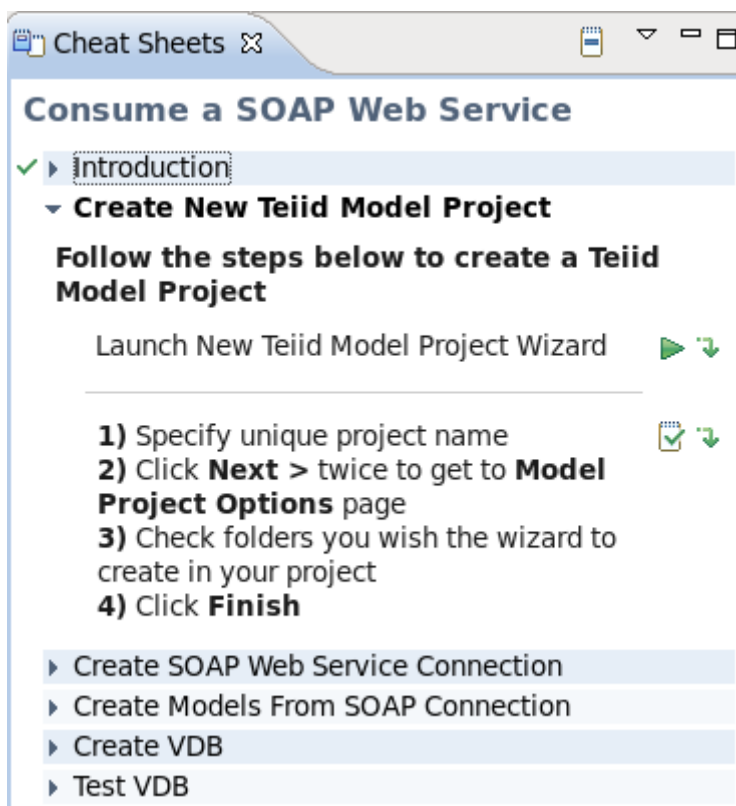 Cheat Sheets
Consume a SOAP Web Service
Introduction
Create New Teiid Model Project
Follow the steps below to create a Teiid
Model Project
Launch New Teiid Model Project Wizard
1) Specify unique project name
2) Click Next > twice to get to Model
Project Options page
3) Check folders you wish the wizard to
create in your project
4) Click Finish
Create SOAP Web Service Connection
Create Models From SOAP Connection
Create VDB
Test VDB